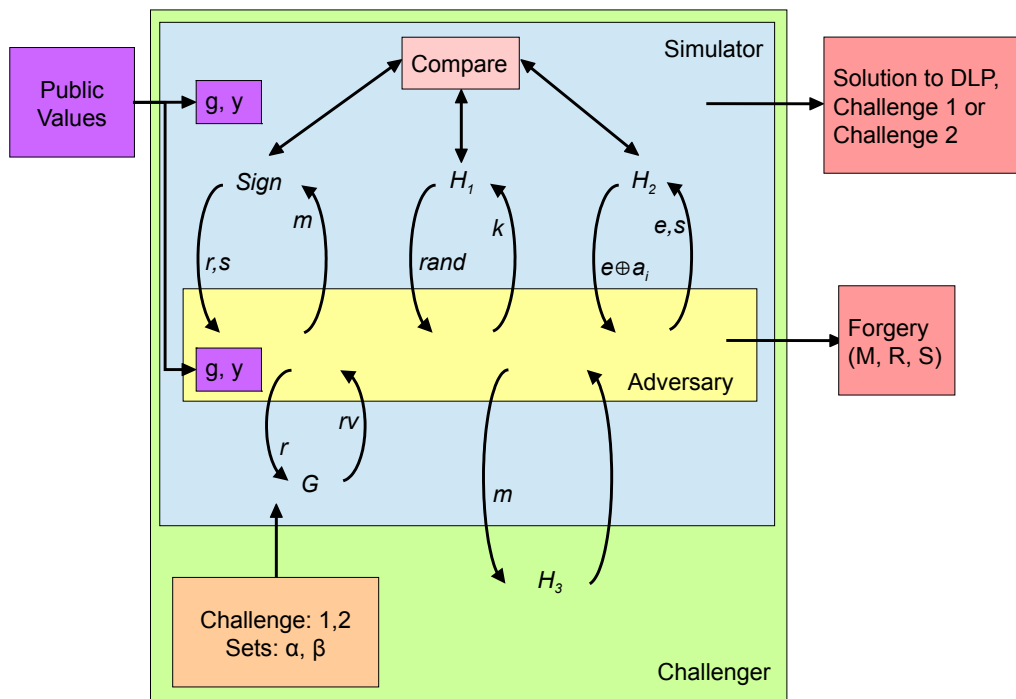 Simulator
Compare
Public
Values
g, y
Solution to DLP,
Challenge 1 or
Challenge 2
Sign
H₁
H₂
m
k
e,s
r,s
rand
e⊕aᵢ
g, y
Adversary
Forgery
(M, R, S)
r
rv
G
m
H₃
Challenge: 1,2
Sets: α, β
Challenger